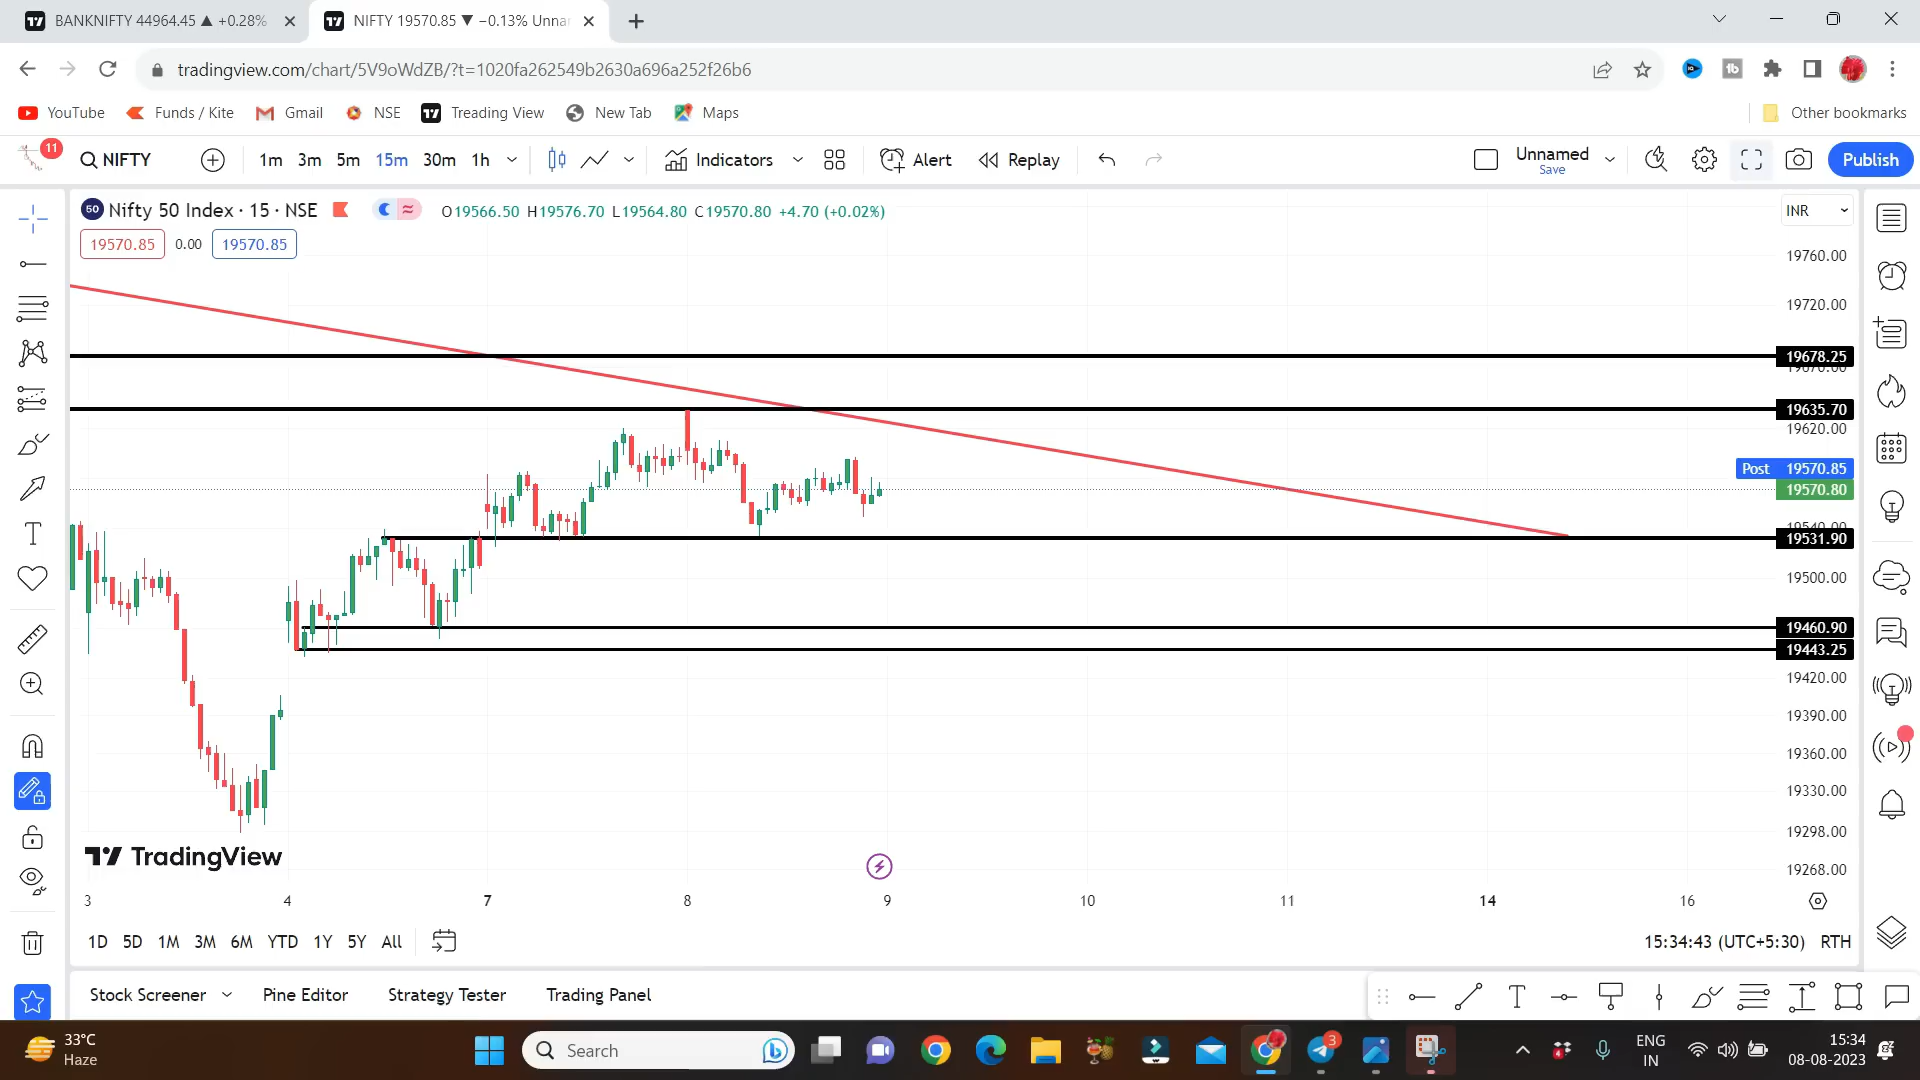 BANKNIFTY 44964.45 ▲ +0.28%
NIFTY 19570.85 ▼ −0.13% Unna
tradingview.com/chart/5V9oWdZB/?t=1020fa262549b2630a696a252f26b6
YouTube Funds / Kite Gmail NSE Treading View New Tab Maps Other bookmarks
11 NIFTY 1m 3m 5m 15m 30m 1h Indicators Alert Replay Unnamed Publish
Save
50 Nifty 50 Index · 15 · NSE O19566.50 H19576.70 L19564.80 C19570.80 +4.70 (+0.02%) INR
19570.85 0.00 19570.85
19760.00
19720.00
19678.25
19635.70
19620.00
Post 19570.85
19570.80
19540.00
19531.90
19500.00
19460.90
19443.25
19420.00
19390.00
19360.00
19330.00
19298.00
TradingView
19268.00
3 4 7 8 9 10 11 14 16
1D 5D 1M 3M 6M YTD 1Y 5Y All 15:34:43 (UTC+5:30) RTH
Stock Screener Pine Editor Strategy Tester Trading Panel
33°C
Haze
Search
3
4
ENG
IN
15:34
08-08-2023